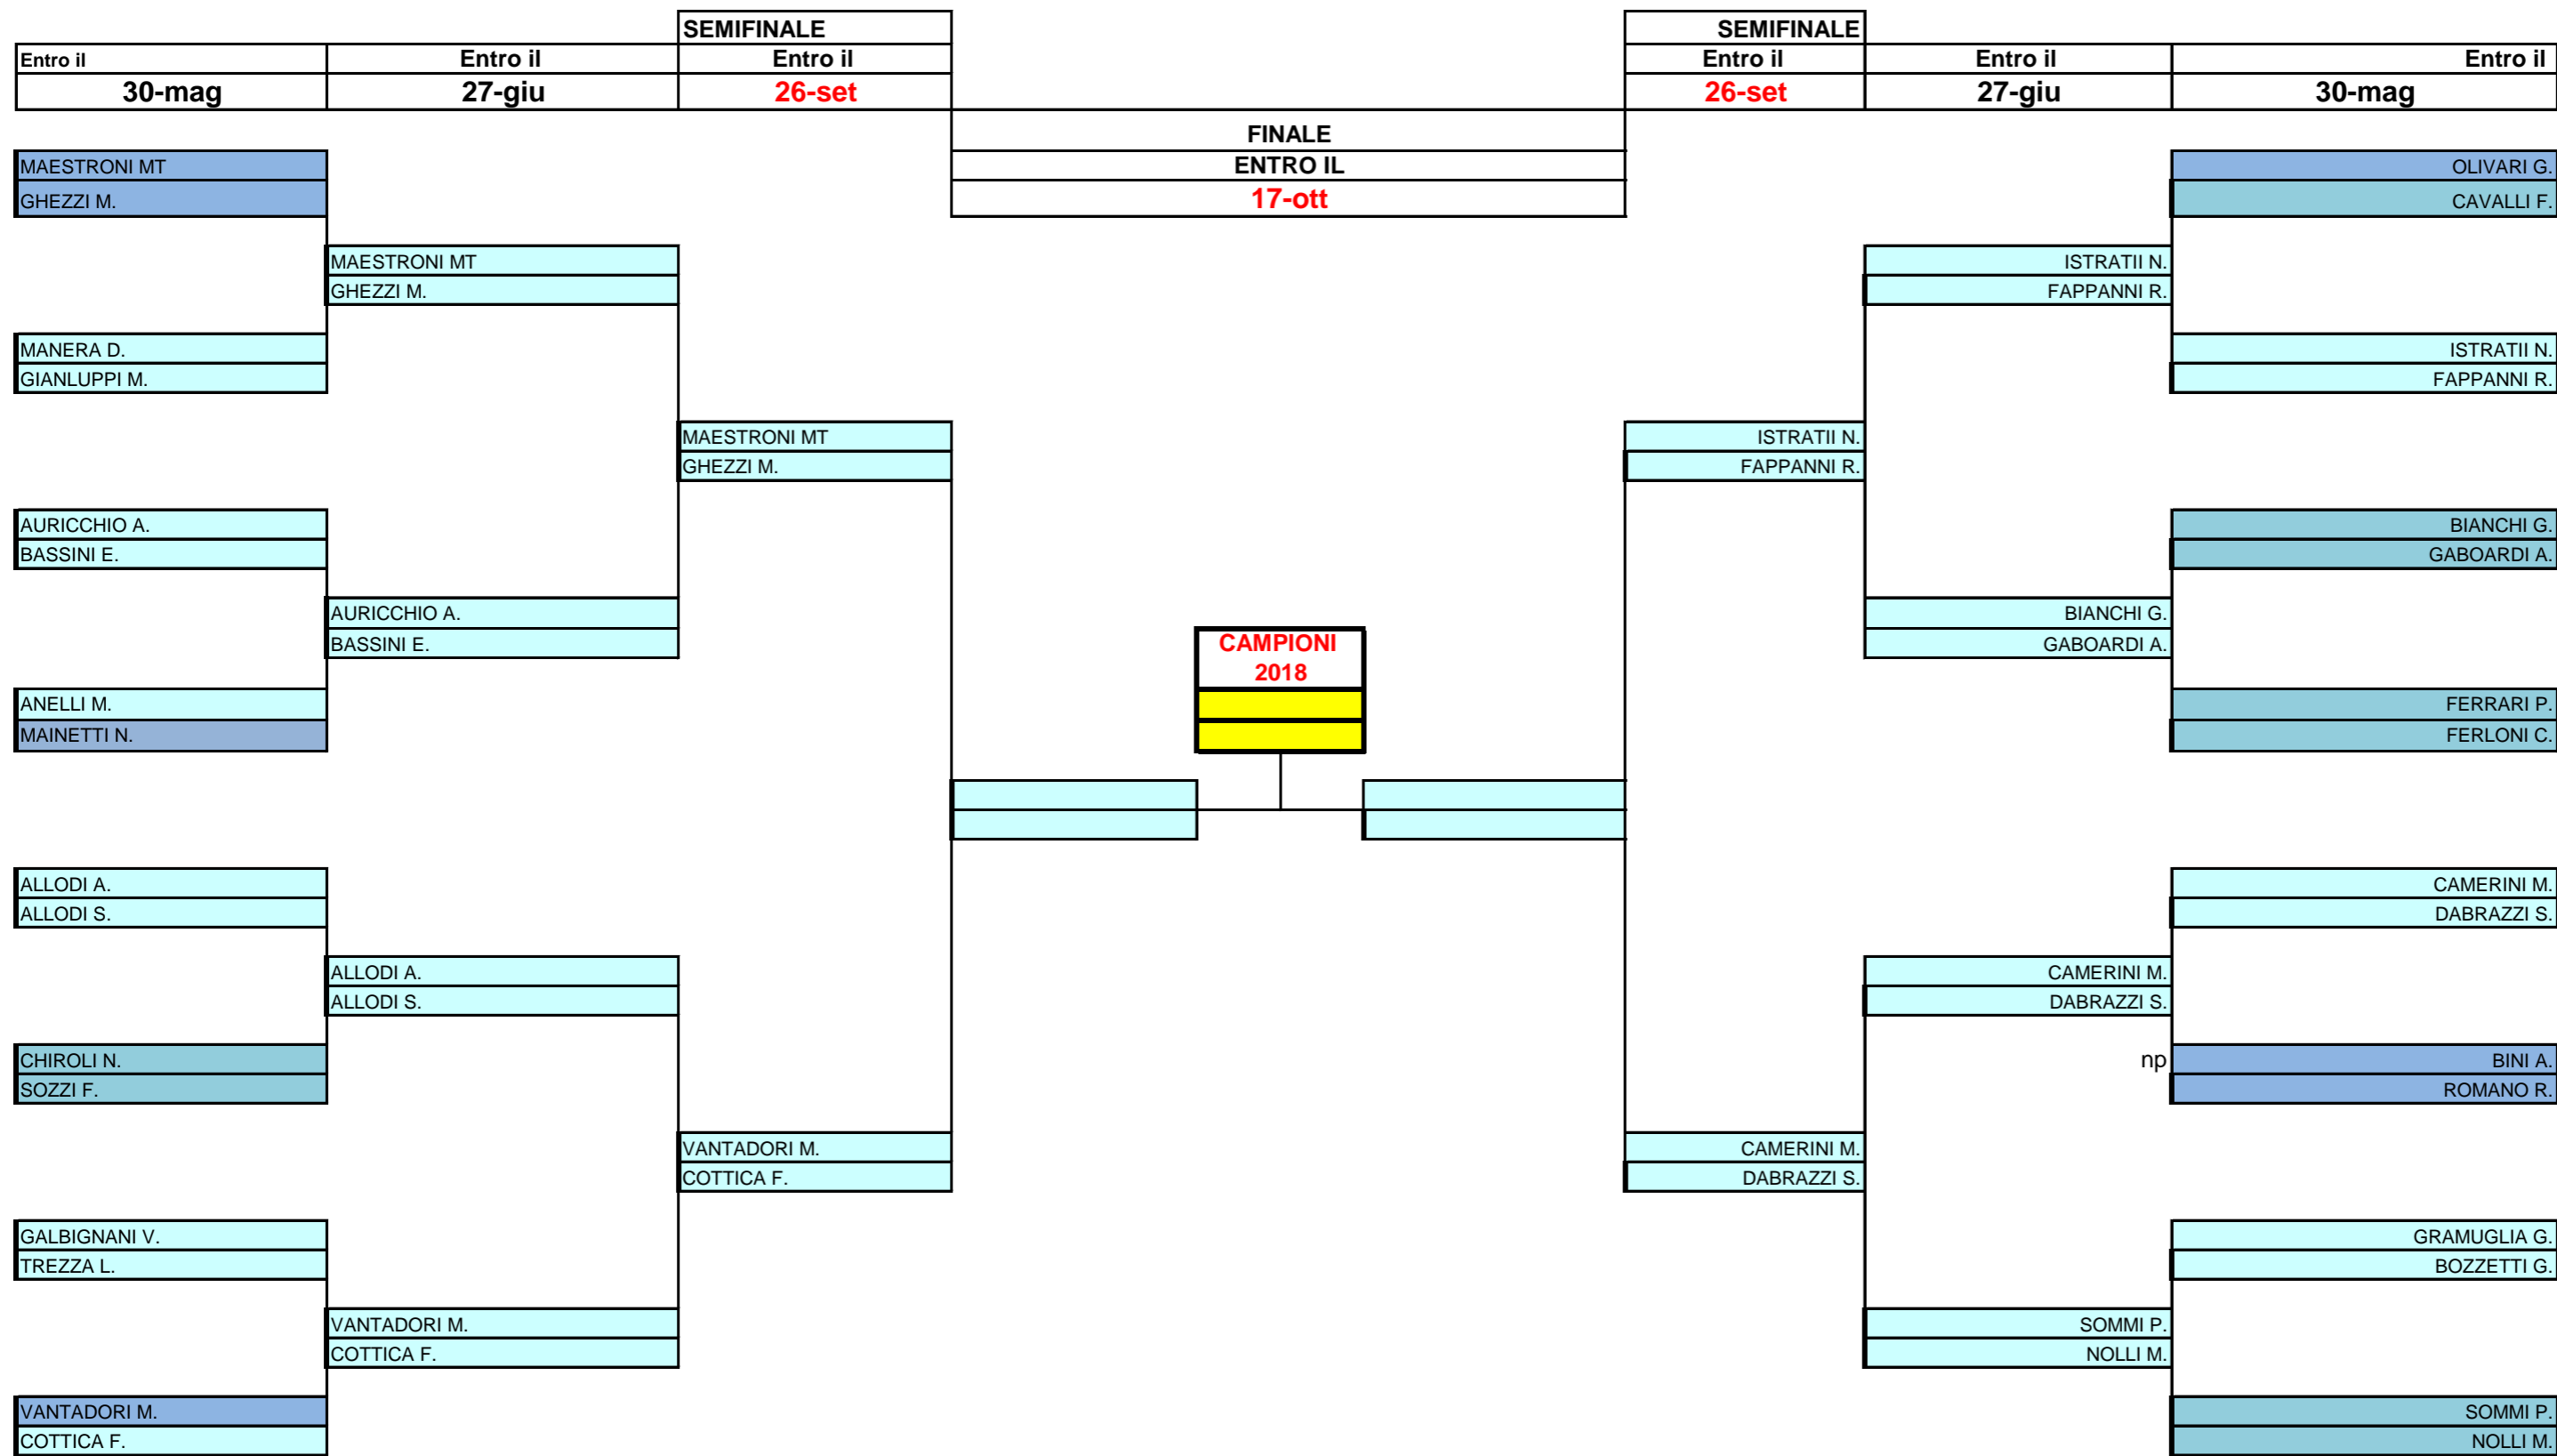 SEMIFINALE SEMIFINALE
Entro il Entro il Entro il Entro il Entro il Entro il
30-mag 27-giu 26-set 26-set 27-giu 30-mag
FINALE
MAESTRONI MT ENTRO IL OLIVARI G.
GHEZZI M. 17-ott CAVALLI F.
MAESTRONI MT ISTRATII N.
GHEZZI M. FAPPANNI R.
MANERA D. ISTRATII N.
GIANLUPPI M. FAPPANNI R.
MAESTRONI MT ISTRATII N.
GHEZZI M. FAPPANNI R.
AURICCHIO A. BIANCHI G.
BASSINI E. GABOARDI A.
AURICCHIO A. BIANCHI G.
BASSINI E. CAMPIONI GABOARDI A.
2018
ANELLI M. FERRARI P.
MAINETTI N. FERLONI C.
ALLODI A. CAMERINI M.
ALLODI S. DABRAZZI S.
ALLODI A. CAMERINI M.
ALLODI S. DABRAZZI S.
CHIROLI N. np BINI A.
SOZZI F. ROMANO R.
VANTADORI M. CAMERINI M.
COTTICA F. DABRAZZI S.
GALBIGNANI V. GRAMUGLIA G.
TREZZA L. BOZZETTI G.
VANTADORI M. SOMMI P.
COTTICA F. NOLLI M.
VANTADORI M. SOMMI P.
COTTICA F. NOLLI M.